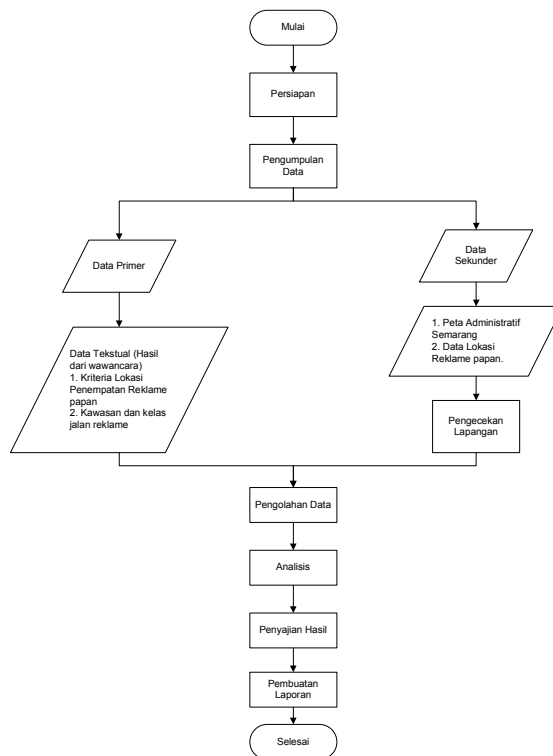 Mulai
Persiapan
Pengumpulan
Data
Data Primer
Data
Sekunder
Data Tekstual (Hasil
dari wawancara)
1. Kriteria Lokasi
Penempatan Reklame
papan
2. Kawasan dan kelas
jalan reklame
1. Peta Administratif
Semarang
2. Data Lokasi
Reklame papan.
Pengecekan
Lapangan
Pengolahan Data
Analisis
Penyajian Hasil
Pembuatan
Laporan
Selesai